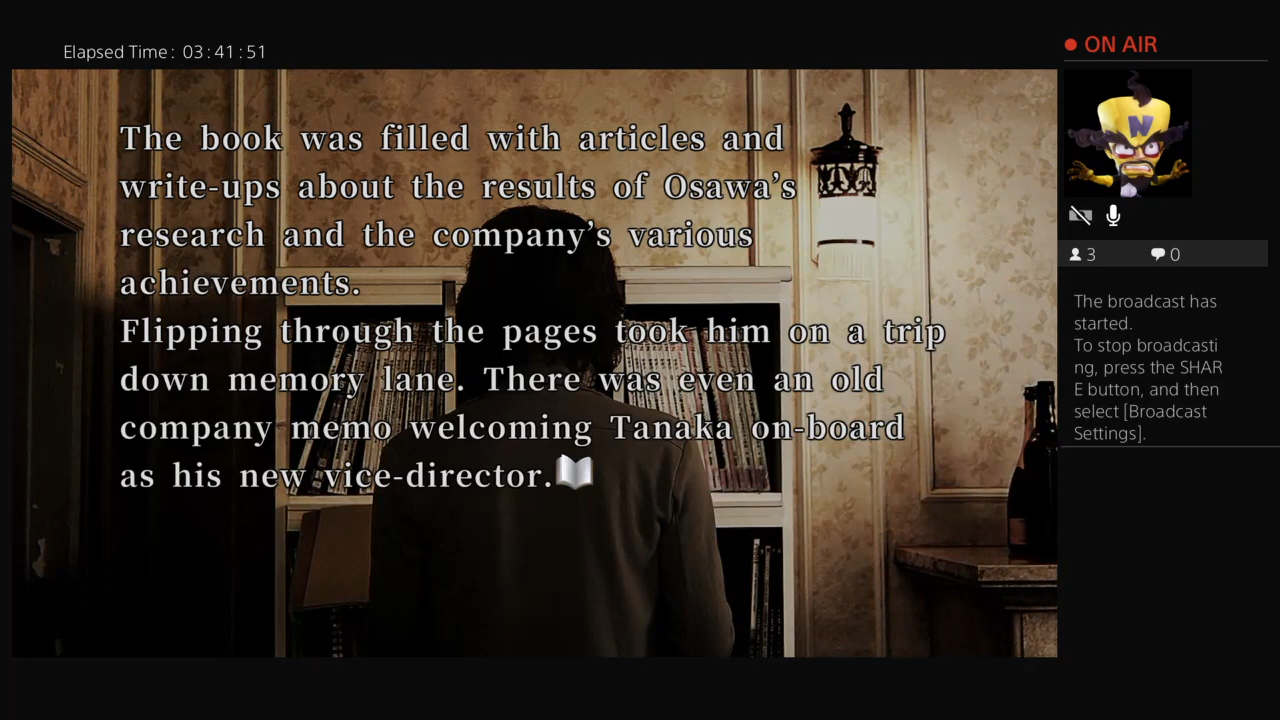 Elapsed Time: 03:41:51
ON AIR
N
The book was filled with articles and
write-ups about the results of Osawa's
research and the company's various
achievements.
Flipping through the pages took him on a trip
down memory lane. There was even an old
company memo welcoming Tanaka on-board
as his new vice-director.
3
0
The broadcast has
started.
To stop broadcasti
ng, press the SHAR
E button, and then
select [Broadcast
Settings].